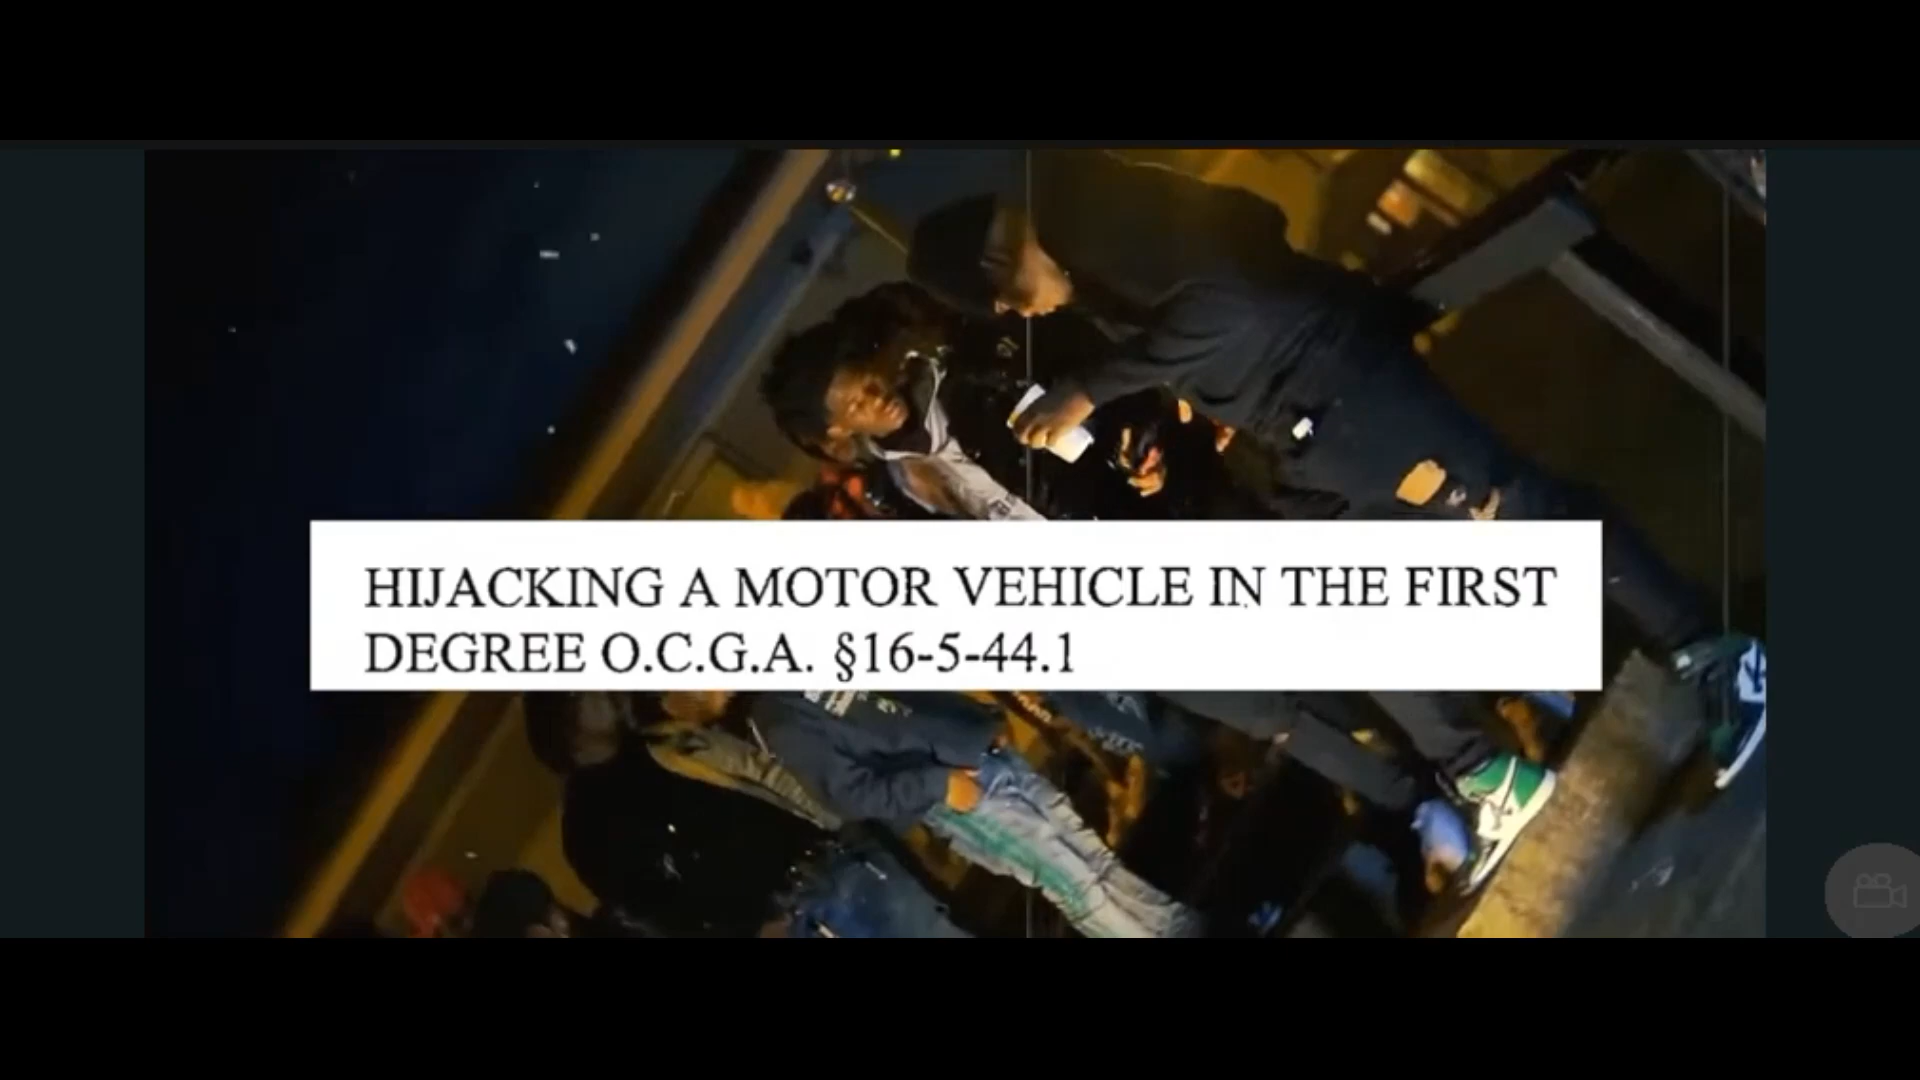 HIJACKING A MOTOR VEHICLE IN THE FIRST
DEGREE O.C.G.A. §16-5-44.1